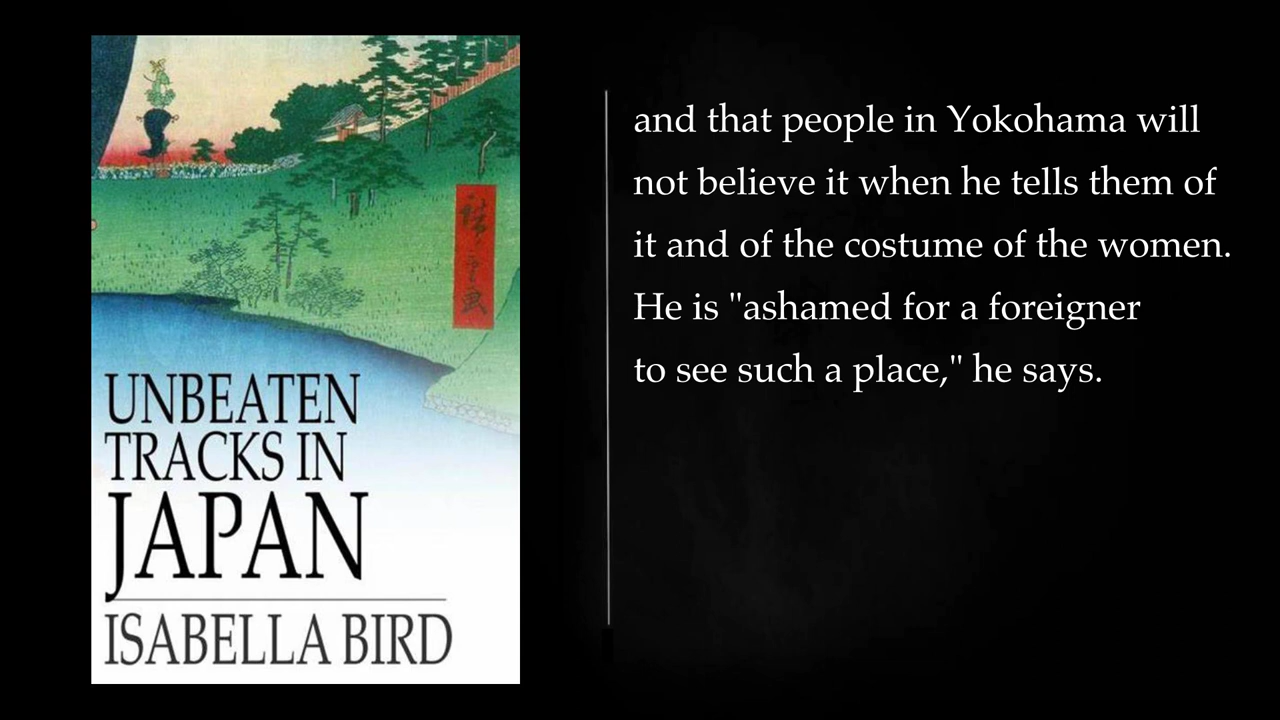 UNBEATEN
TRACKS IN
JAPAN
ISABELLA BIRD
and that people in Yokohama will
not believe it when he tells them of
it and of the costume of the women.
He is "ashamed for a foreigner
to see such a place," he says.